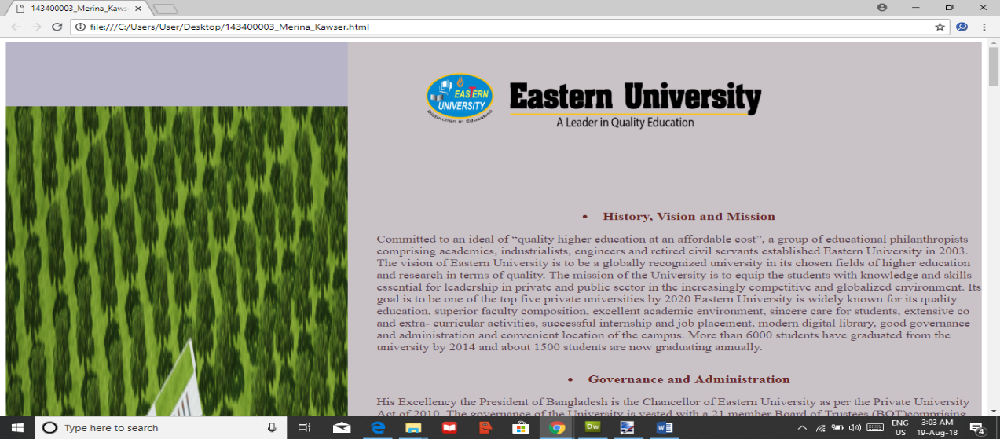 143400003_Merina_Kaws
file:///C:/Users/User/Desktop/143400003_Merina_Kawser.html
EASTERN
UNIVERSITY
Distinction in Education
Eastern University
A Leader in Quality Education
• History, Vision and Mission
Committed to an ideal of “quality higher education at an affordable cost”, a group of educational philanthropists
comprising academics, industrialists, engineers and retired civil servants established Eastern University in 2003.
The vision of Eastern University is to be a globally recognized university in its chosen fields of higher education
and research in terms of quality. The mission of the University is to equip the students with knowledge and skills
essential for leadership in private and public sector in the increasingly competitive and globalized environment. Its
goal is to be one of the top five private universities by 2020 Eastern University is widely known for its quality
education, superior faculty composition, excellent academic environment, sincere care for students, extensive co
and extra- curricular activities, successful internship and job placement, modern digital library, good governance
and administration and convenient location of the campus. More than 6000 students have graduated from the
university by 2014 and about 1500 students are now graduating annually.
• Governance and Administration
His Excellency the President of Bangladesh is the Chancellor of Eastern University as per the Private University
Act of 2010. The governance of the University is vested with a 21 member Board of Trustees (BOT)comprising
Type here to search
Dw
ENG
US
3:03 AM
19-Aug-18
4